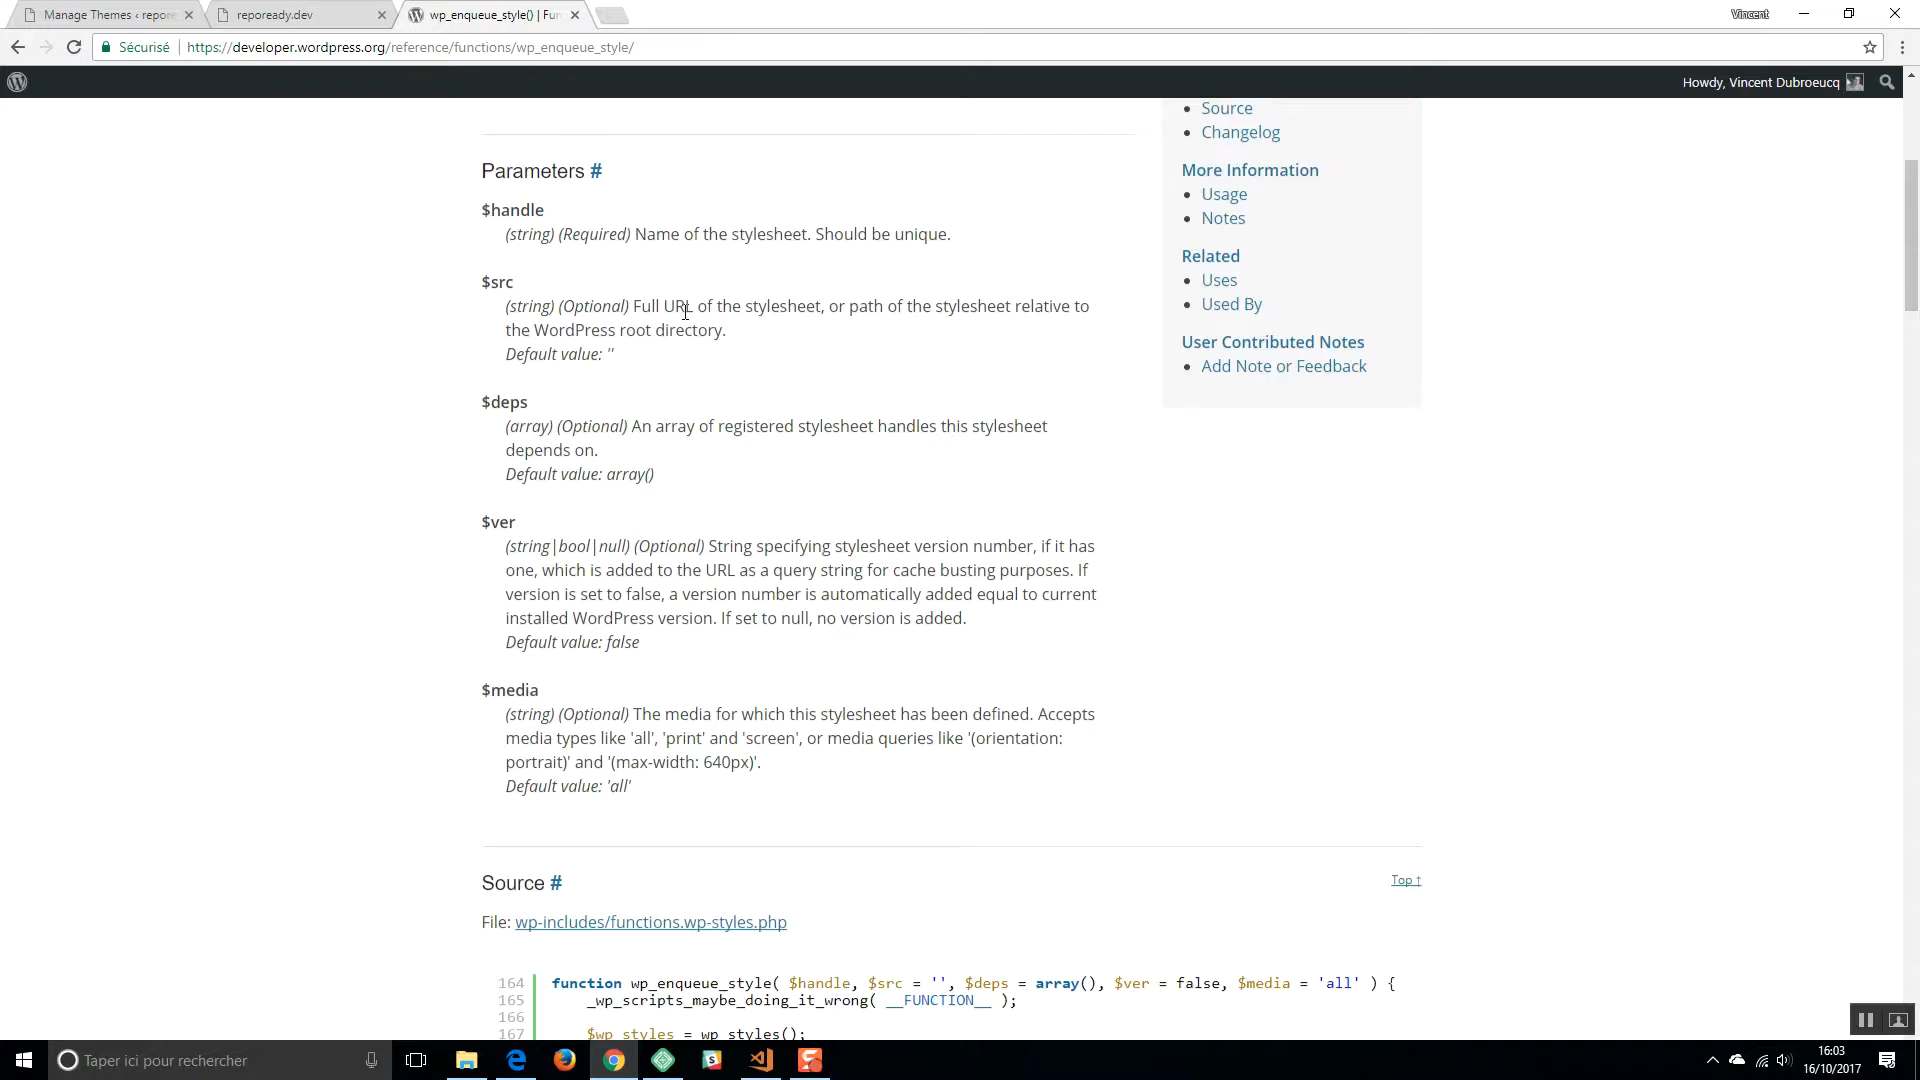 Manage Themes ‹ repore
repoready.dev
wp_enqueue_style() | Fun
Vincent
Sécurisé
https://developer.wordpress.org/reference/functions/wp_enqueue_style/
Howdy, Vincent Dubroeucq
Source
Changelog
Parameters #
More Information
Usage
$handle
Notes
(string) (Required) Name of the stylesheet. Should be unique.
Related
$src
Uses
(string) (Optional) Full URL of the stylesheet, or path of the stylesheet relative to
Used By
the WordPress root directory.
User Contributed Notes
Default value: ''
Add Note or Feedback
$deps
(array) (Optional) An array of registered stylesheet handles this stylesheet
depends on.
Default value: array()
$ver
(string|bool|null) (Optional) String specifying stylesheet version number, if it has
one, which is added to the URL as a query string for cache busting purposes. If
version is set to false, a version number is automatically added equal to current
installed WordPress version. If set to null, no version is added.
Default value: false
$media
(string) (Optional) The media for which this stylesheet has been defined. Accepts
media types like 'all', 'print' and 'screen', or media queries like '(orientation:
portrait)' and '(max-width: 640px)'.
Default value: 'all'
Source #
Top ↑
File: wp-includes/functions.wp-styles.php
164 function wp_enqueue_style( $handle, $src = '', $deps = array(), $ver = false, $media = 'all' ) {
165 _wp_scripts_maybe_doing_it_wrong( __FUNCTION__ );
166
167 $wp_styles = wp_styles();
Taper ici pour rechercher
16:03
16/10/2017